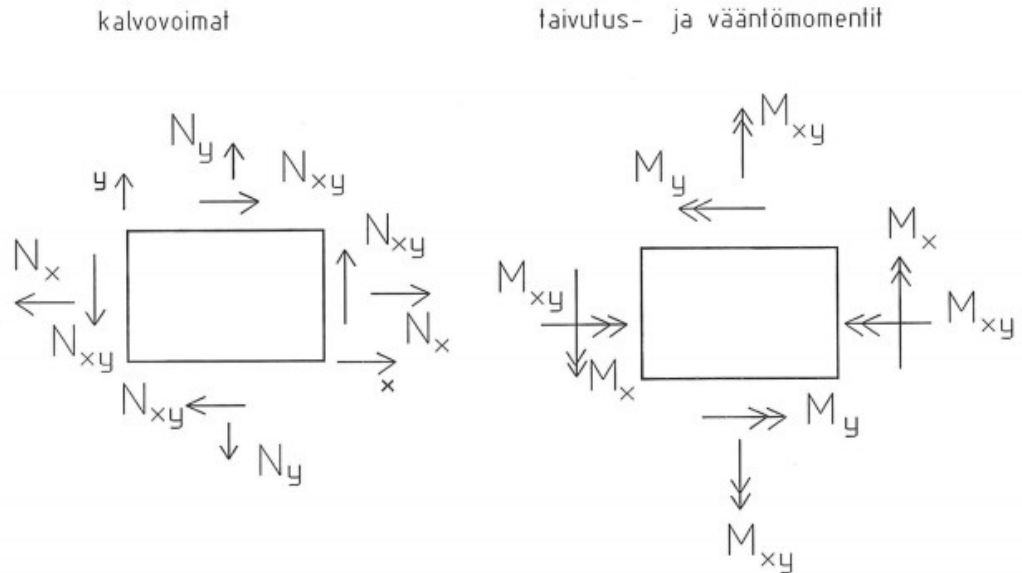 kalvovoimat
taivutus- ja vääntömomentit
N_y
N_xy
y
N_xy
N_x
N_xy
N_x
x
N_xy
N_y
M_xy
M_y
M_x
M_xy
M_xy
M_x
M_y
M_xy